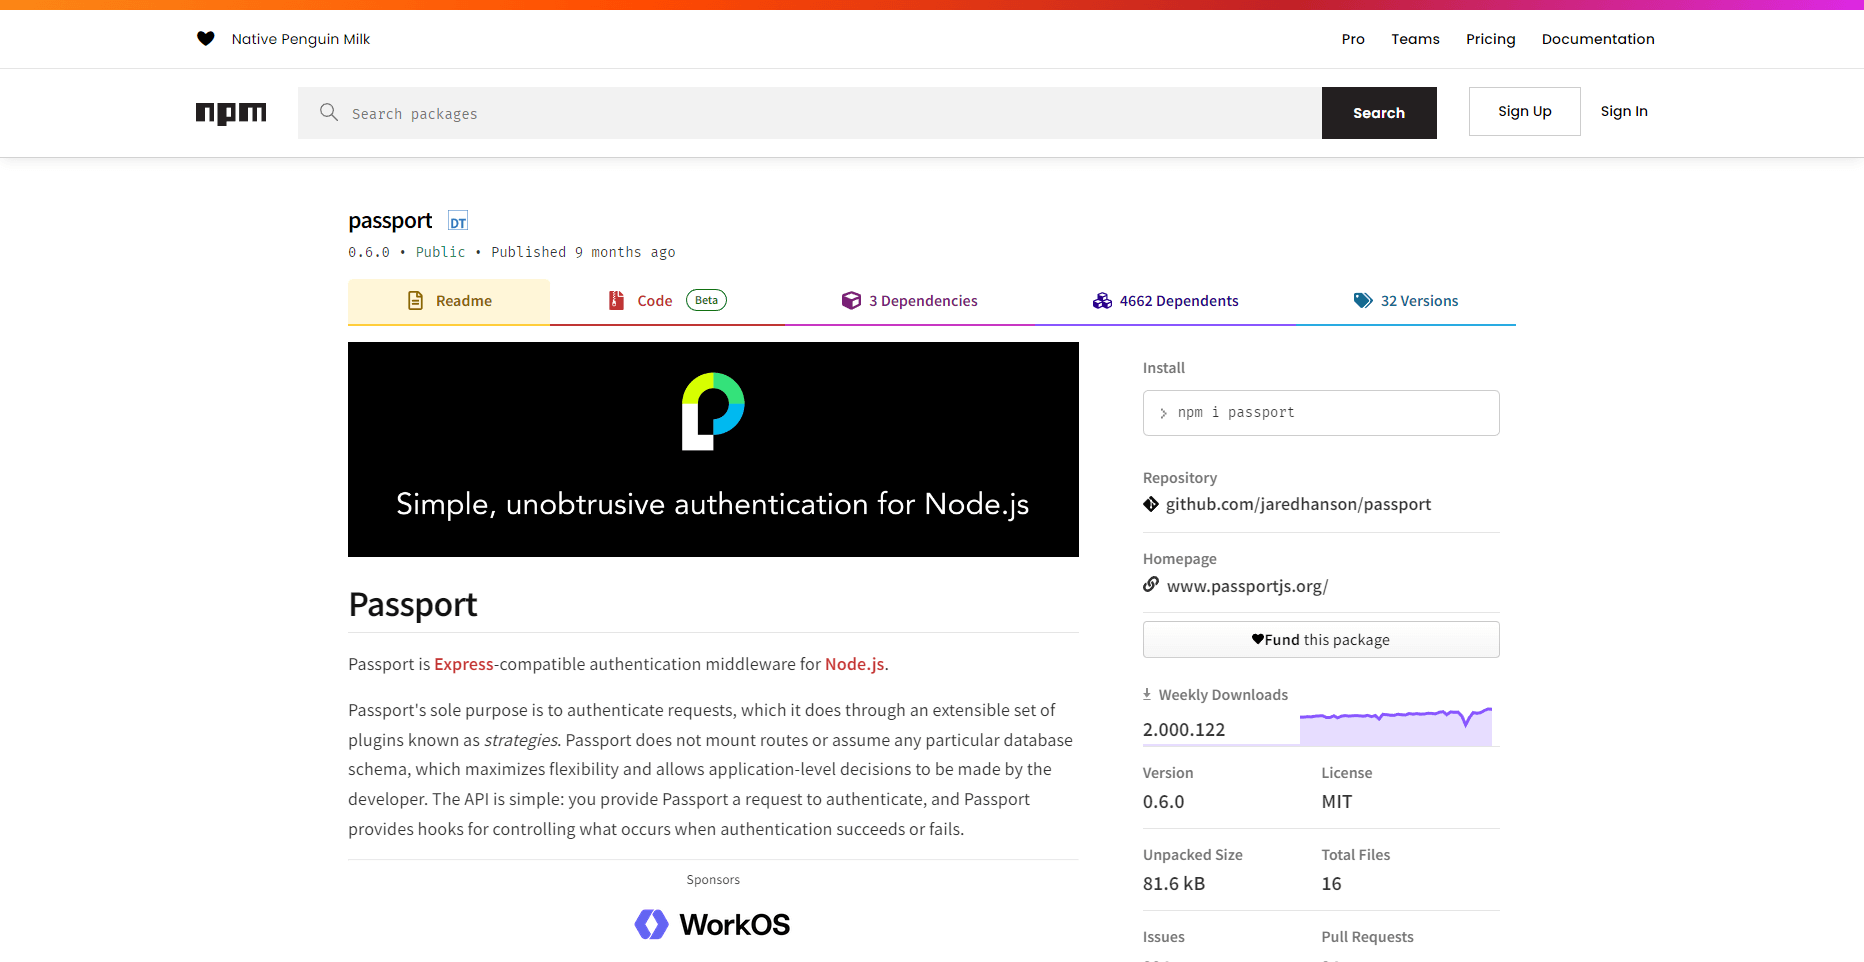 Native Penguin Milk
Pro Teams Pricing Documentation
npm
Search packages
Search
Sign Up
Sign In
passport DT
0.6.0 • Public • Published 9 months ago
Readme
Code Beta
3 Dependencies
4662 Dependents
32 Versions
Simple, unobtrusive authentication for Node.js
Passport
Passport is Express-compatible authentication middleware for Node.js.
Passport's sole purpose is to authenticate requests, which it does through an extensible set of
plugins known as strategies. Passport does not mount routes or assume any particular database
schema, which maximizes flexibility and allows application-level decisions to be made by the
developer. The API is simple: you provide Passport a request to authenticate, and Passport
provides hooks for controlling what occurs when authentication succeeds or fails.
Sponsors
WorkOS
Install
> npm i passport
Repository
github.com/jaredhanson/passport
Homepage
www.passportjs.org/
Fund this package
Weekly Downloads
2.000.122
Version License
0.6.0 MIT
Unpacked Size Total Files
81.6 kB 16
Issues Pull Requests